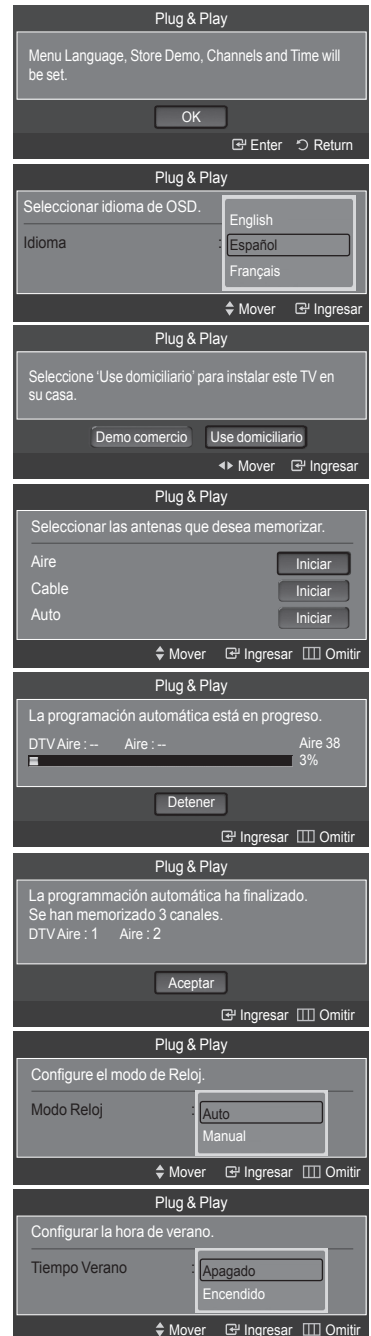 Plug & Play
Menu Language, Store Demo, Channels and Time will
be set.
OK
Enter Return
Plug & Play
Seleccionar idioma de OSD.
English
Idioma : Español
Français
Mover Ingresar
Plug & Play
Seleccione ‘Use domiciliario’ para instalar este TV en
su casa.
Demo comercio Use domiciliario
Mover Ingresar
Plug & Play
Seleccionar las antenas que desea memorizar.
Aire Iniciar
Cable Iniciar
Auto Iniciar
Mover Ingresar Omitir
Plug & Play
La programación automática está en progreso.
DTV Aire : -- Aire : -- Aire 38
3%
Detener
Ingresar Omitir
Plug & Play
La programmación automática ha finalizado.
Se han memorizado 3 canales.
DTV Aire : 1 Aire : 2
Aceptar
Ingresar Omitir
Plug & Play
Configure el modo de Reloj.
Modo Reloj : Auto
Manual
Mover Ingresar Omitir
Plug & Play
Configurar la hora de verano.
Tiempo Verano : Apagado
Encendido
Mover Ingresar Omitir